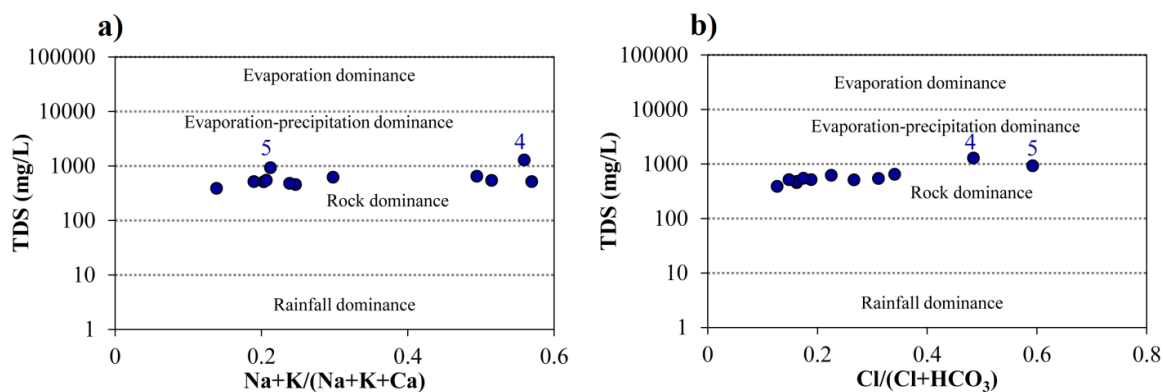 a)
100000
10000
1000
100
10
1
TDS (mg/L)
Evaporation dominance
Evaporation-precipitation dominance
5
4
Rock dominance
Rainfall dominance
0
0.2
0.4
0.6
Na+K/(Na+K+Ca)
b)
100000
10000
1000
100
10
1
TDS (mg/L)
Evaporation dominance
Evaporation-precipitation dominance
4
5
Rock dominance
Rainfall dominance
0
0.2
0.4
0.6
0.8
Cl/(Cl+HCO₃)